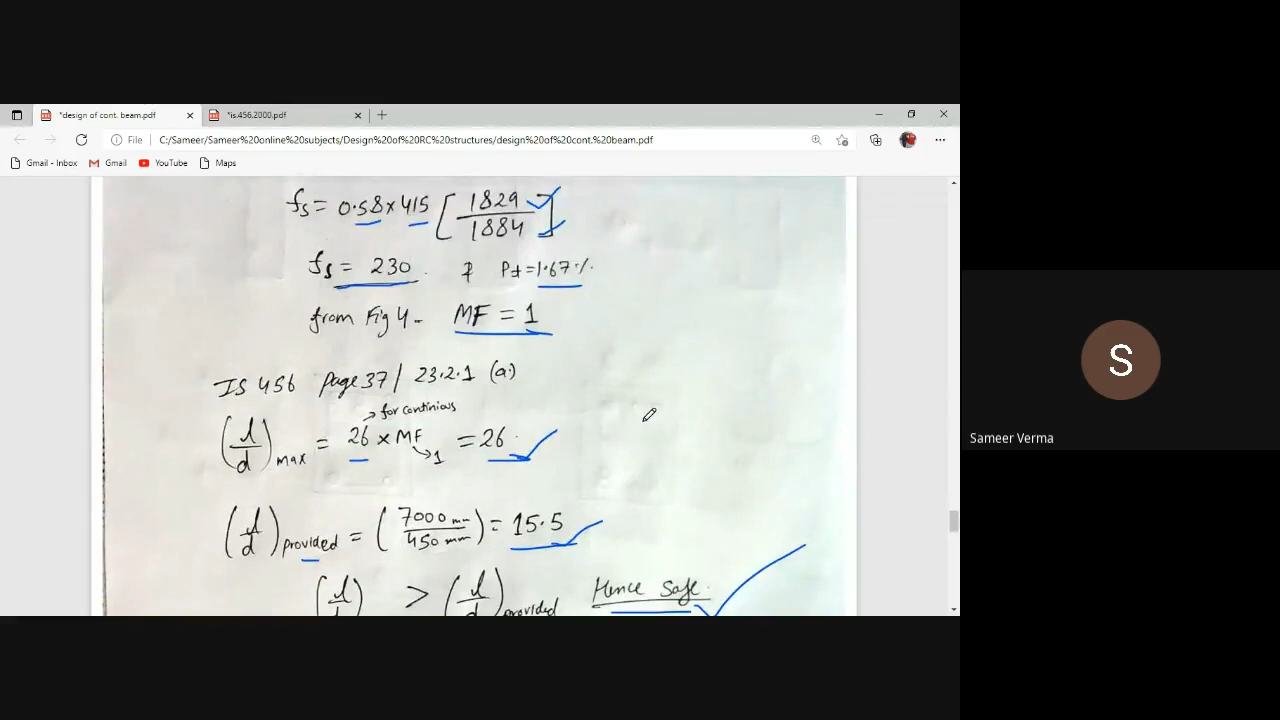 *design of cont. beam.pdf
*is.456.2000.pdf
File C:/Sameer/Sameer%20online%20subjects/Design%20of%20RC%20structures/design%20of%20cont.%20beam.pdf
Gmail - Inbox Gmail YouTube Maps
fs = 0.58 x 415 [ 1829 / 1884 ]
fs = 230 . & Pt = 1.67 %.
from Fig 4 - MF = 1
IS 456 Page 37 / 23.2.1 (a)
→ for continious
(l/d) max = 26 x MF = 26 .
→ 1
(l/d) provided = ( 7000 mm / 450 mm ) = 15.5
> (l/d) provided Hence Safe.
S
Sameer Verma